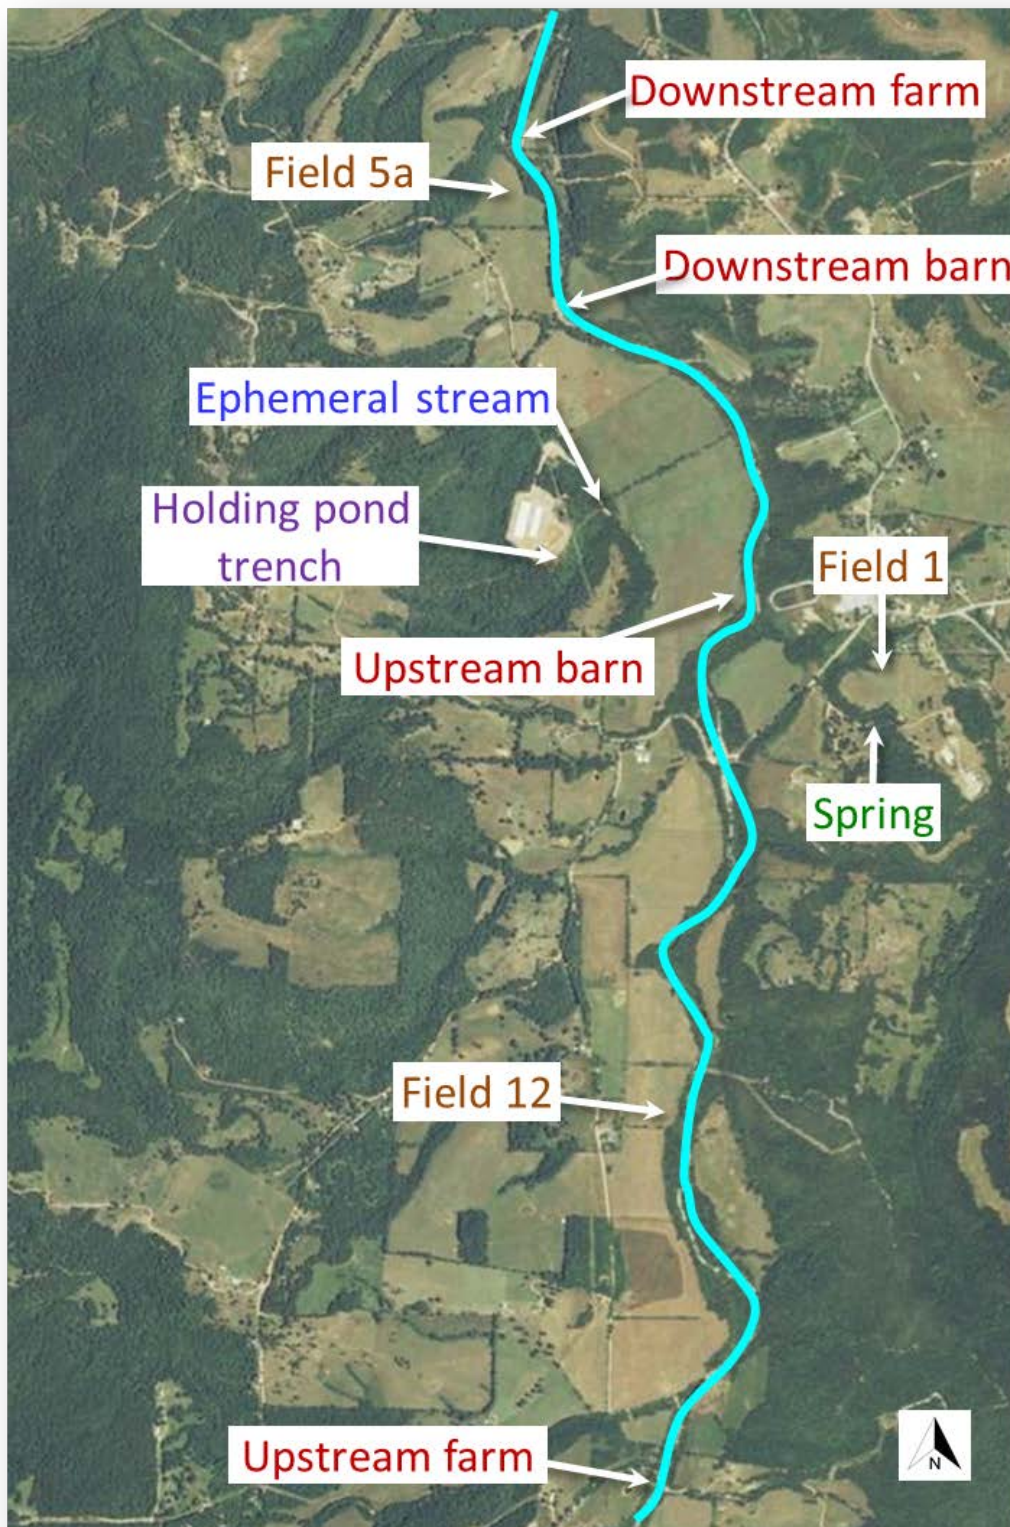 Downstream farm
Field 5a
Downstream barn
Ephemeral stream
Holding pond
trench
Field 1
Upstream barn
Spring
Field 12
Upstream farm
N